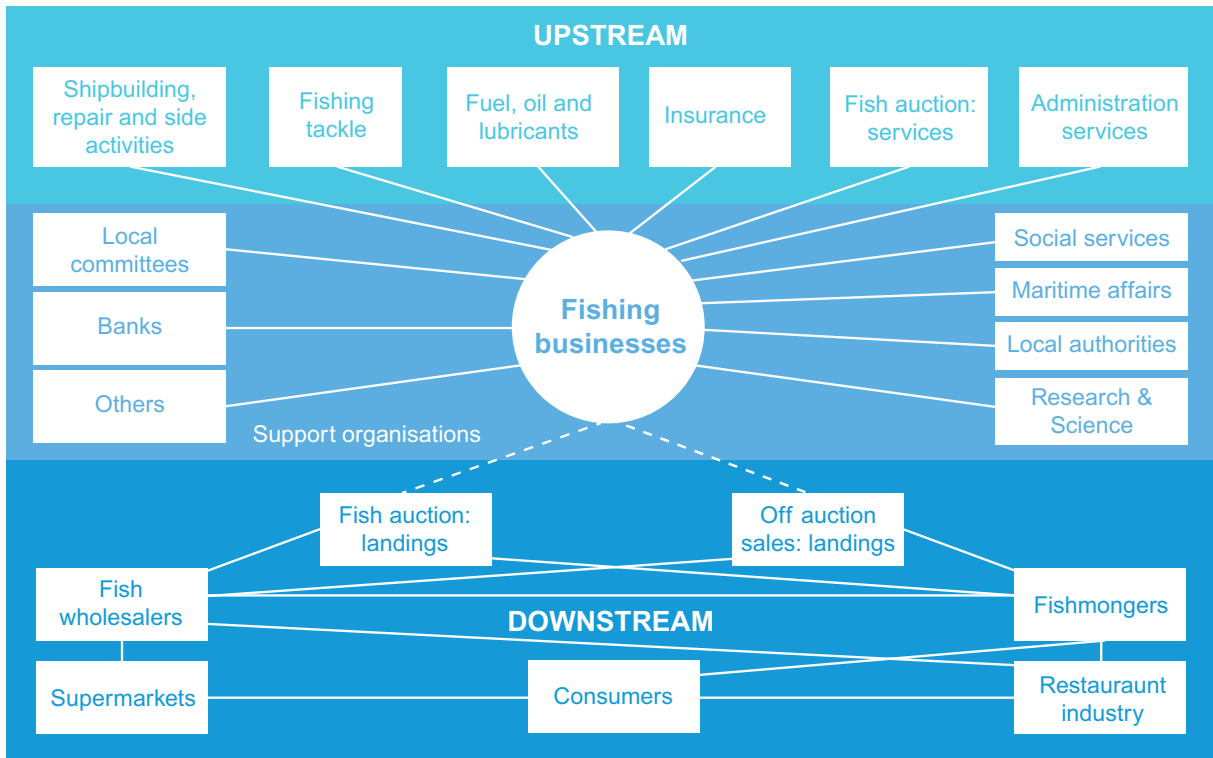 UPSTREAM
Shipbuilding,
repair and side
activities
Fishing
tackle
Fuel, oil and
lubricants
Insurance
Fish auction:
services
Administration
services
Local
committees
Banks
Others
Support organisations
Fishing
businesses
Social services
Maritime affairs
Local authorities
Research &
Science
Fish auction:
landings
Off auction
sales: landings
Fish
wholesalers
DOWNSTREAM
Fishmongers
Supermarkets
Consumers
Restauraunt
industry